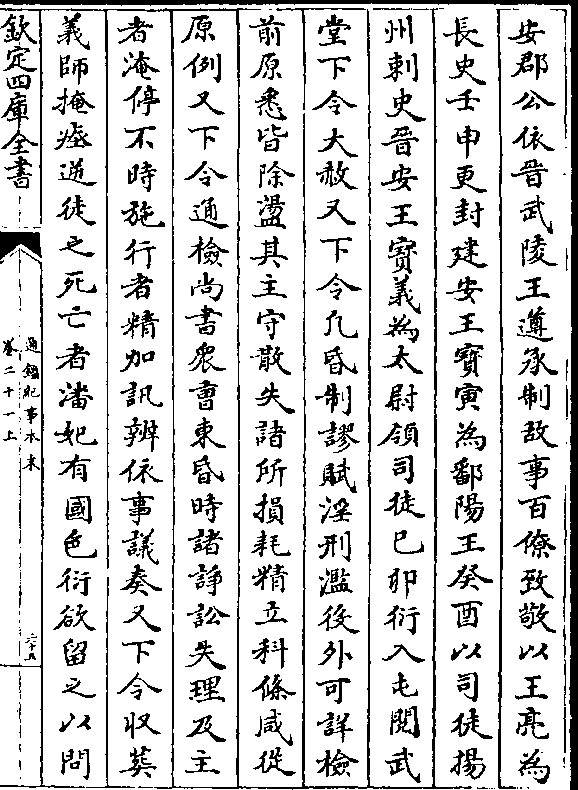 安郡公依晉武陵王遵承制故事百僚致敬以王亮為
長史壬申更封建安王寶寅為鄱陽王癸酉以司徒揚
州刺史晉安王寶義為太尉領司徒己卯衍入屯閱武
堂下令大赦又下令凡昏制謬賦淫刑濫役外可詳檢
前原悉皆除盪其主守散失諸所損耗精立科條咸從
原例又下令通檢尚書衆曹東昏時諸諍訟失理及主
者淹停不時施行者精加訊辨依事議奏又下令収葬
義師掩瘞逆徒之死亡者潘妃有國色衍欲留之以問
欽定四庫全書
通鑑紀事本末
卷二十一上
六十五